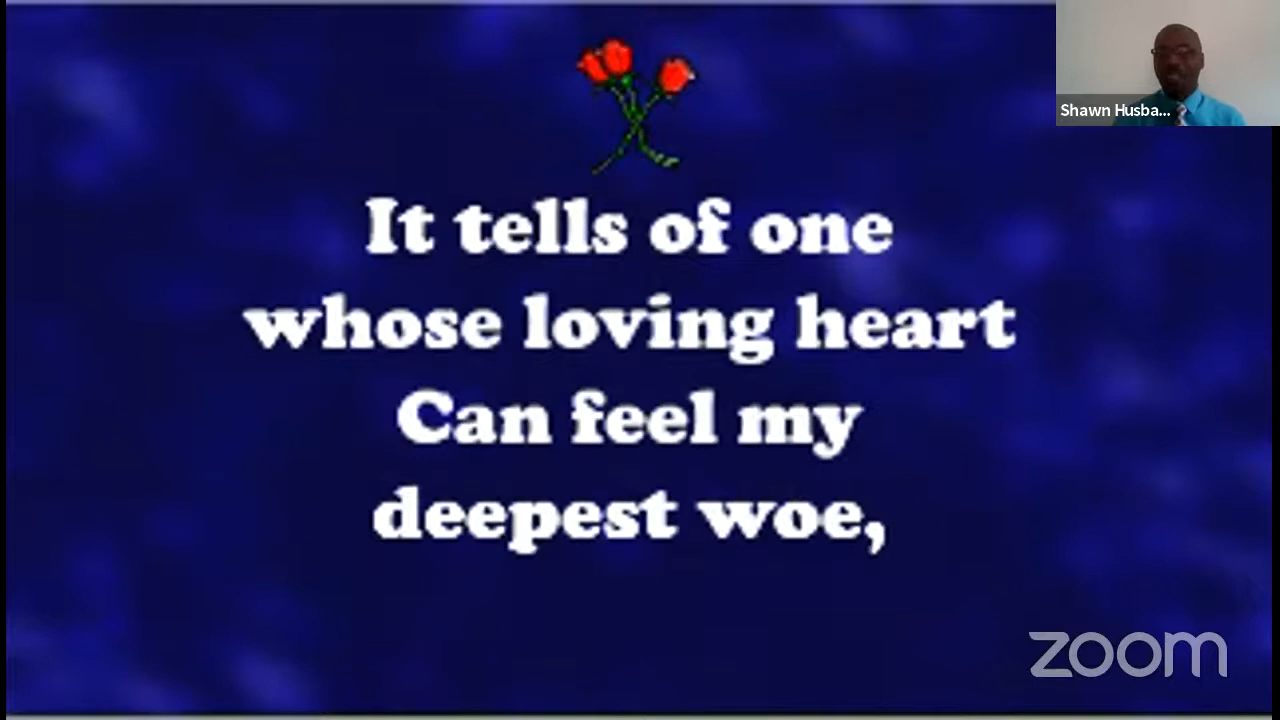 Shawn Husba...
It tells of one
whose loving heart
Can feel my
deepest woe,
zoom